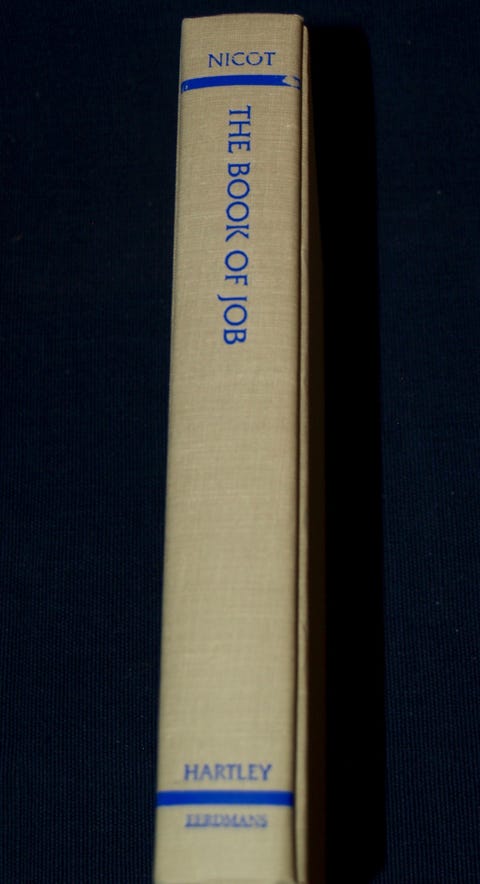 NICOT
THE BOOK OF JOB
HARTLEY
EERDMANS